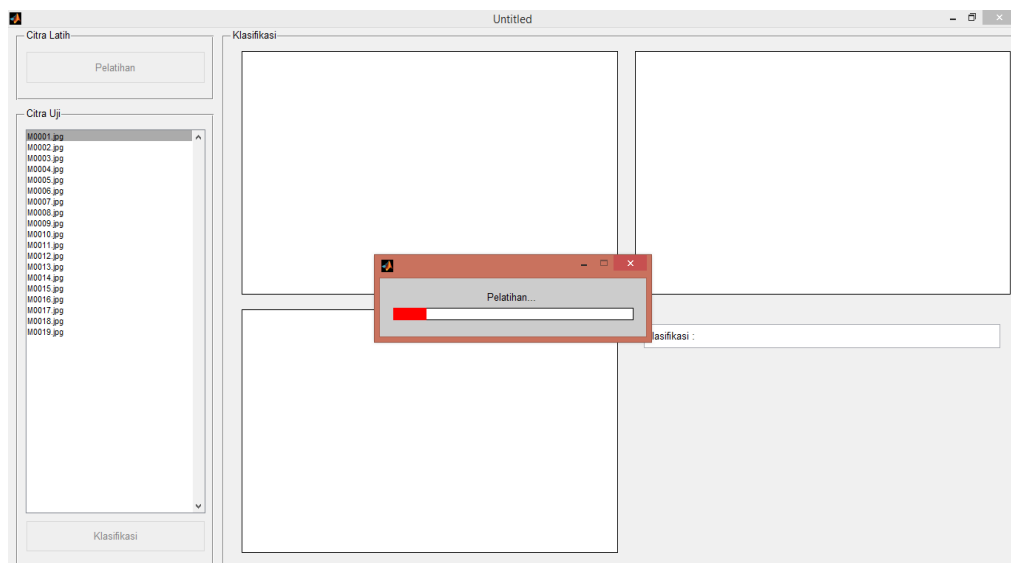 Untitled
Citra Latih
Pelatihan
Citra Uji
M0001.jpg
M0002.jpg
M0003.jpg
M0004.jpg
M0005.jpg
M0006.jpg
M0007.jpg
M0008.jpg
M0009.jpg
M0010.jpg
M0011.jpg
M0012.jpg
M0013.jpg
M0014.jpg
M0015.jpg
M0016.jpg
M0017.jpg
M0018.jpg
M0019.jpg
Klasifikasi
Klasifikasi
Pelatihan...
lasifikasi :